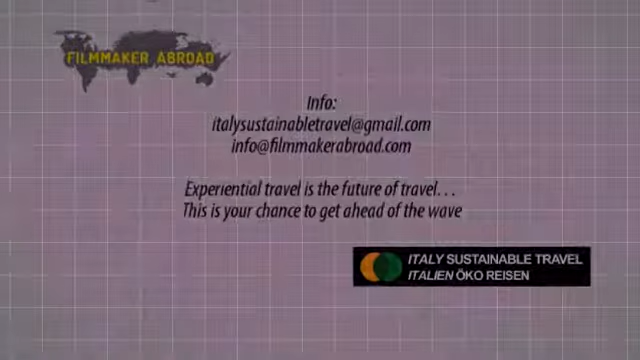 FILMMAKER ABROAD
Info:
italysustainabletravel@gmail.com
info@filmmakerabroad.com
Experiential travel is the future of travel...
This is your chance to get ahead of the wave
ITALY SUSTAINABLE TRAVEL
ITALIEN ÖKO REISEN